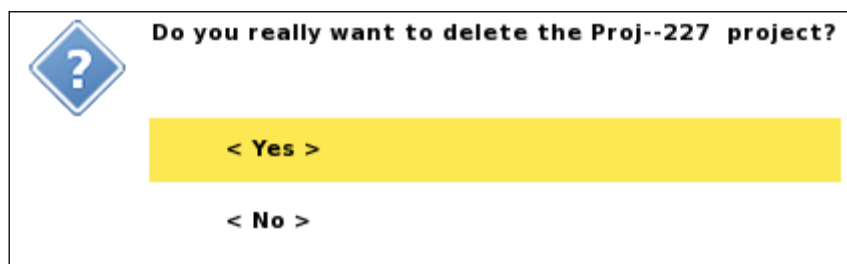 Do you really want to delete the Proj--227 project?
?
< Yes >
< No >